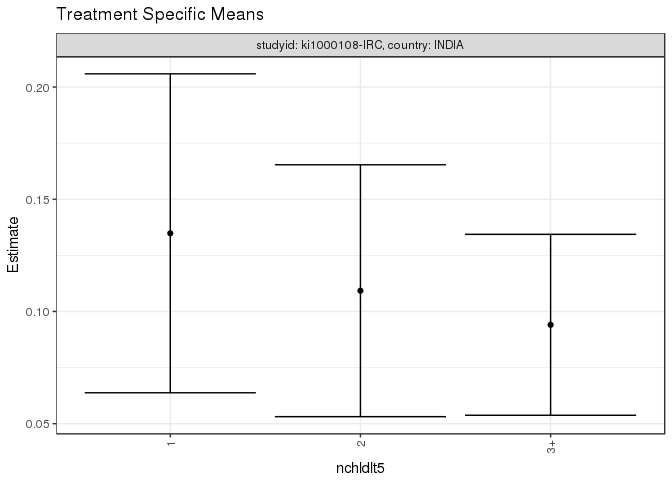 Treatment Specific Means
studyid: ki1000108-IRC, country: INDIA
0.20
0.15
0.10
0.05
Estimate
1
2
3+
nchldlt5